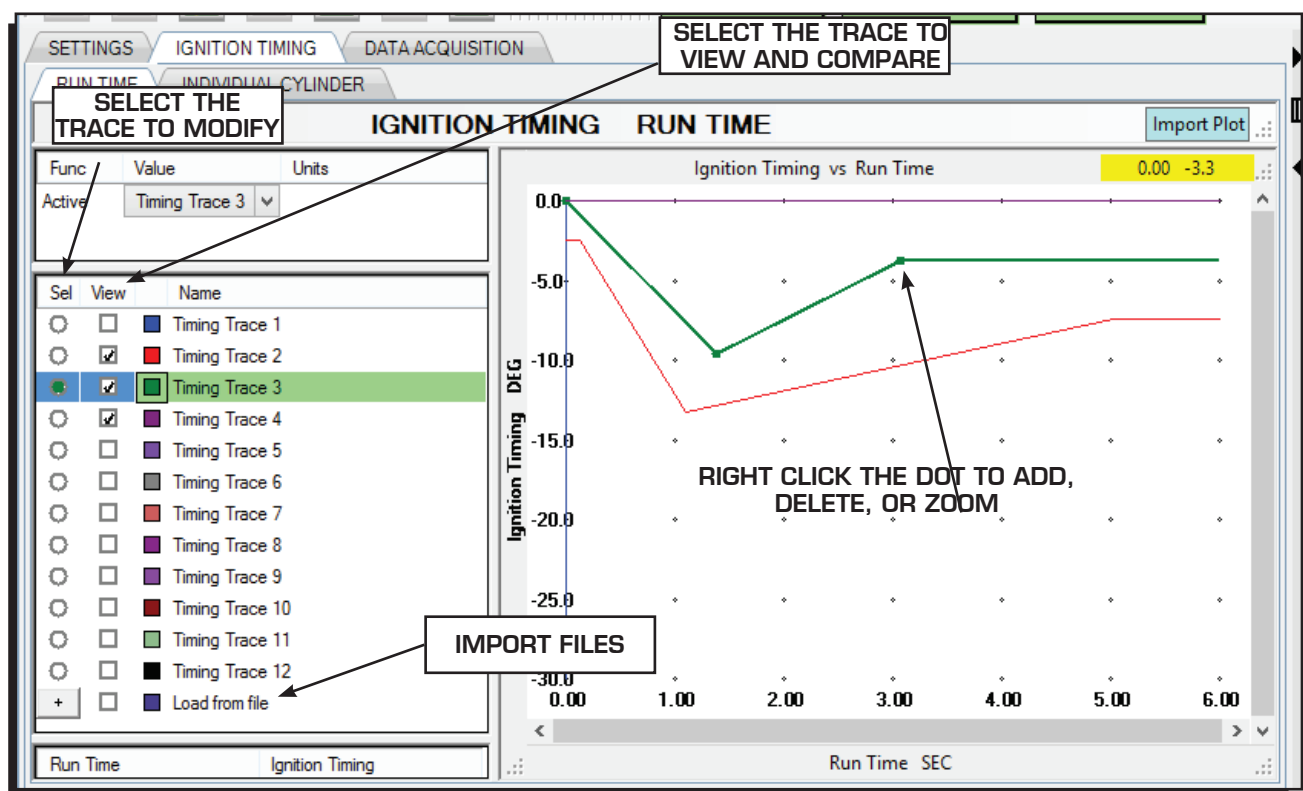 SELECT THE TRACE TO
VIEW AND COMPARE
SETTINGS IGNITION TIMING DATA ACQUISITION
RUN TIME INDIVIDUAL CYLINDER
SELECT THE
TRACE TO MODIFY
IGNITION TIMING RUN TIME
Import Plot
Func Value Units
Active Timing Trace 3
Sel View Name
Timing Trace 1
Timing Trace 2
Timing Trace 3
Timing Trace 4
Timing Trace 5
Timing Trace 6
Timing Trace 7
Timing Trace 8
Timing Trace 9
Timing Trace 10
Timing Trace 11
Timing Trace 12
+ Load from file
IMPORT FILES
Run Time Ignition Timing
Ignition Timing vs Run Time
0.00 -3.3
0.0
-5.0
-10.0
-15.0
-20.0
-25.0
-30.0
Ignition Timing DEG
RIGHT CLICK THE DOT TO ADD,
DELETE, OR ZOOM
0.00 1.00 2.00 3.00 4.00 5.00 6.00
Run Time SEC